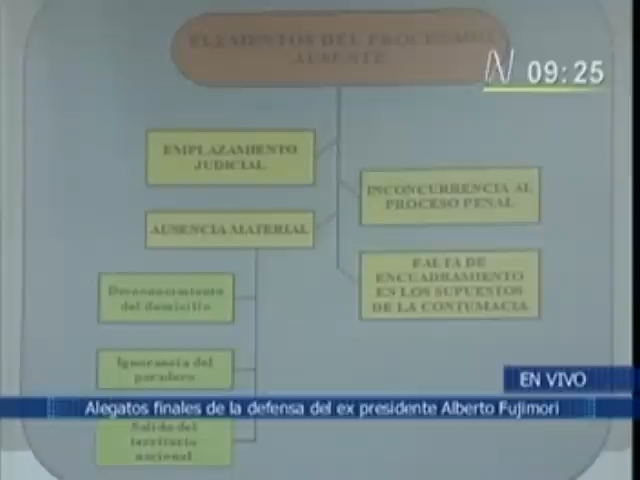 ELEMENTOS DEL PROCESADO
AUSENTE
N 09:25
EMPLAZAMIENTO
JUDICIAL
INCONCURRENCIA AL
PROCESO PENAL
AUSENCIA MATERIAL
FALTA DE
ENCUADRAMIENTO
EN LOS SUPUESTOS
DE LA CONTUMACIA
Desconocimiento
del domicilio
Ignorancia del
paradero
EN VIVO
Alegatos finales de la defensa del ex presidente Alberto Fujimori
Salida del
territorio
nacional